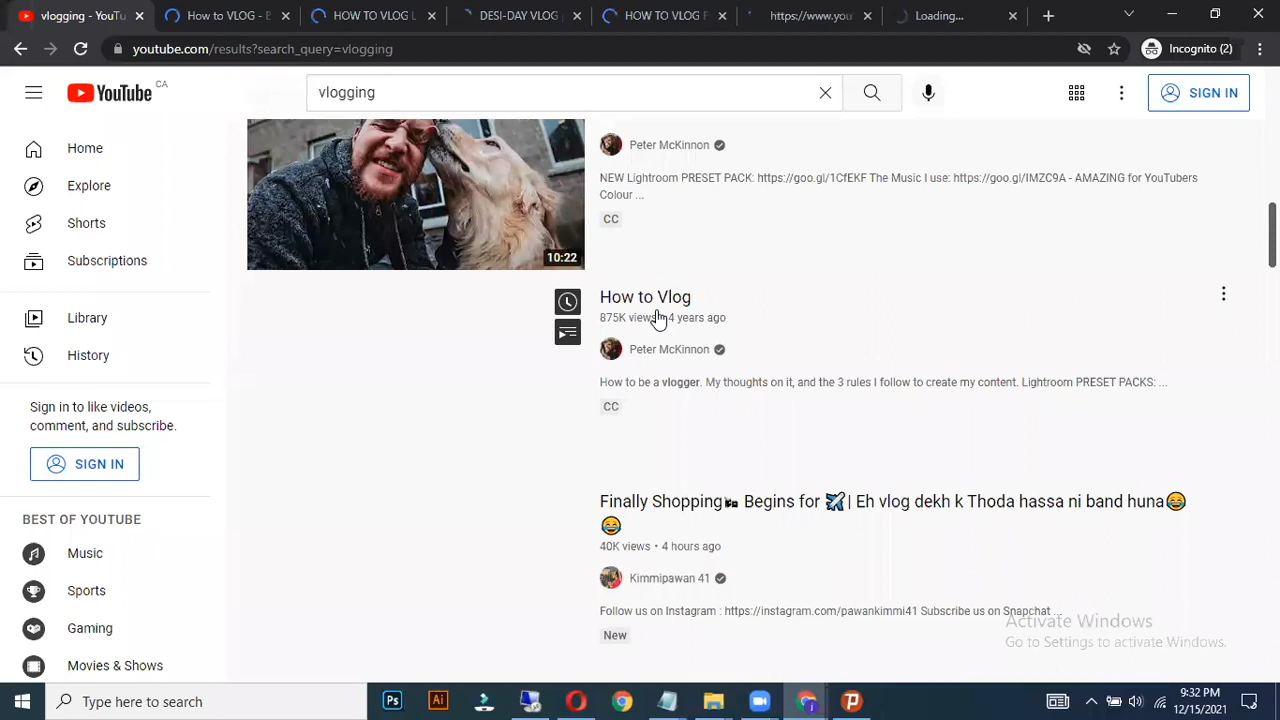 vlogging - YouT
How to VLOG - B
HOW TO VLOG L
DESI-DAY VLOG
HOW TO VLOG F
https://www.you
Loading...
youtube.com/results?search_query=vlogging
Incognito (2)
YouTube CA
vlogging
SIGN IN
Home
Explore
Shorts
Subscriptions
Library
History
Sign in to like videos,
comment, and subscribe.
SIGN IN
BEST OF YOUTUBE
Music
Sports
Gaming
Movies & Shows
10:22
Peter McKinnon
NEW Lightroom PRESET PACK: https://goo.gl/1CfEKF The Music I use: https://goo.gl/IMZC9A - AMAZING for YouTubers
Colour ...
CC
How to Vlog
875K views • 4 years ago
Peter McKinnon
How to be a vlogger. My thoughts on it, and the 3 rules I follow to create my content. Lightroom PRESET PACKS: ...
CC
Finally Shopping🛍 Begins for ✈️| Eh vlog dekh k Thoda hassa ni band huna😂
😂
40K views • 4 hours ago
Kimmipawan 41
Follow us on Instagram : https://instagram.com/pawankimmi41 Subscribe us on Snapchat ...
New
Activate Windows
Go to Settings to activate Windows.
Ps
Ai
Type here to search
9:32 PM
12/15/2021